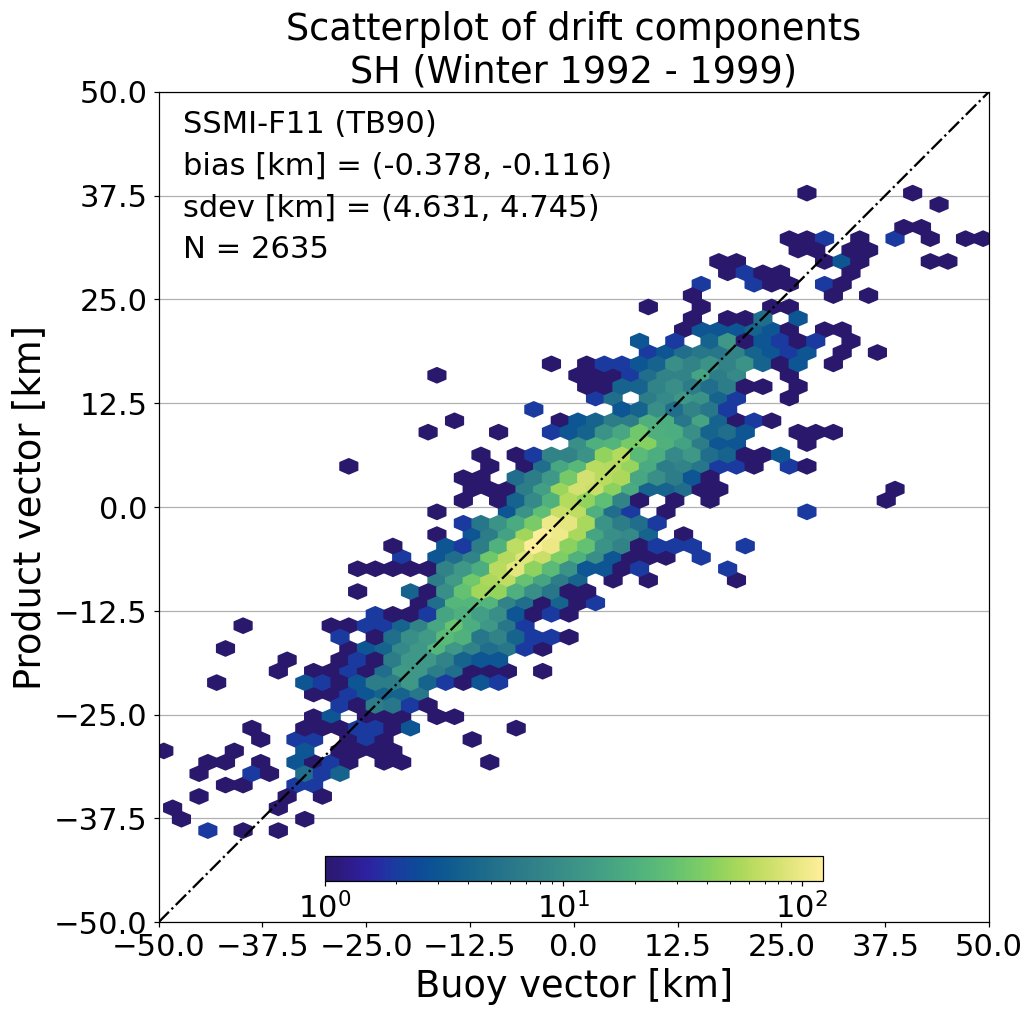 Scatterplot of drift components
SH (Winter 1992 - 1999)
50.0
37.5
25.0
12.5
0.0
−12.5
−25.0
−37.5
−50.0
Product vector [km]
SSMI-F11 (TB90)
bias [km] = (-0.378, -0.116)
sdev [km] = (4.631, 4.745)
N = 2635
10⁰ 10¹ 10²
−50.0 −37.5 −25.0 −12.5 0.0 12.5 25.0 37.5 50.0
Buoy vector [km]